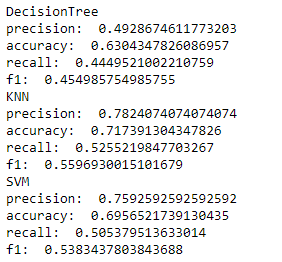 DecisionTree
precision:  0.4928674611773203
accuracy:  0.6304347826086957
recall:  0.4449521002210759
f1:  0.454985754985755
KNN
precision:  0.7824074074074074
accuracy:  0.717391304347826
recall:  0.5255219847703267
f1:  0.5596930015101679
SVM
precision:  0.7592592592592592
accuracy:  0.6956521739130435
recall:  0.505379513633014
f1:  0.5383437803843688